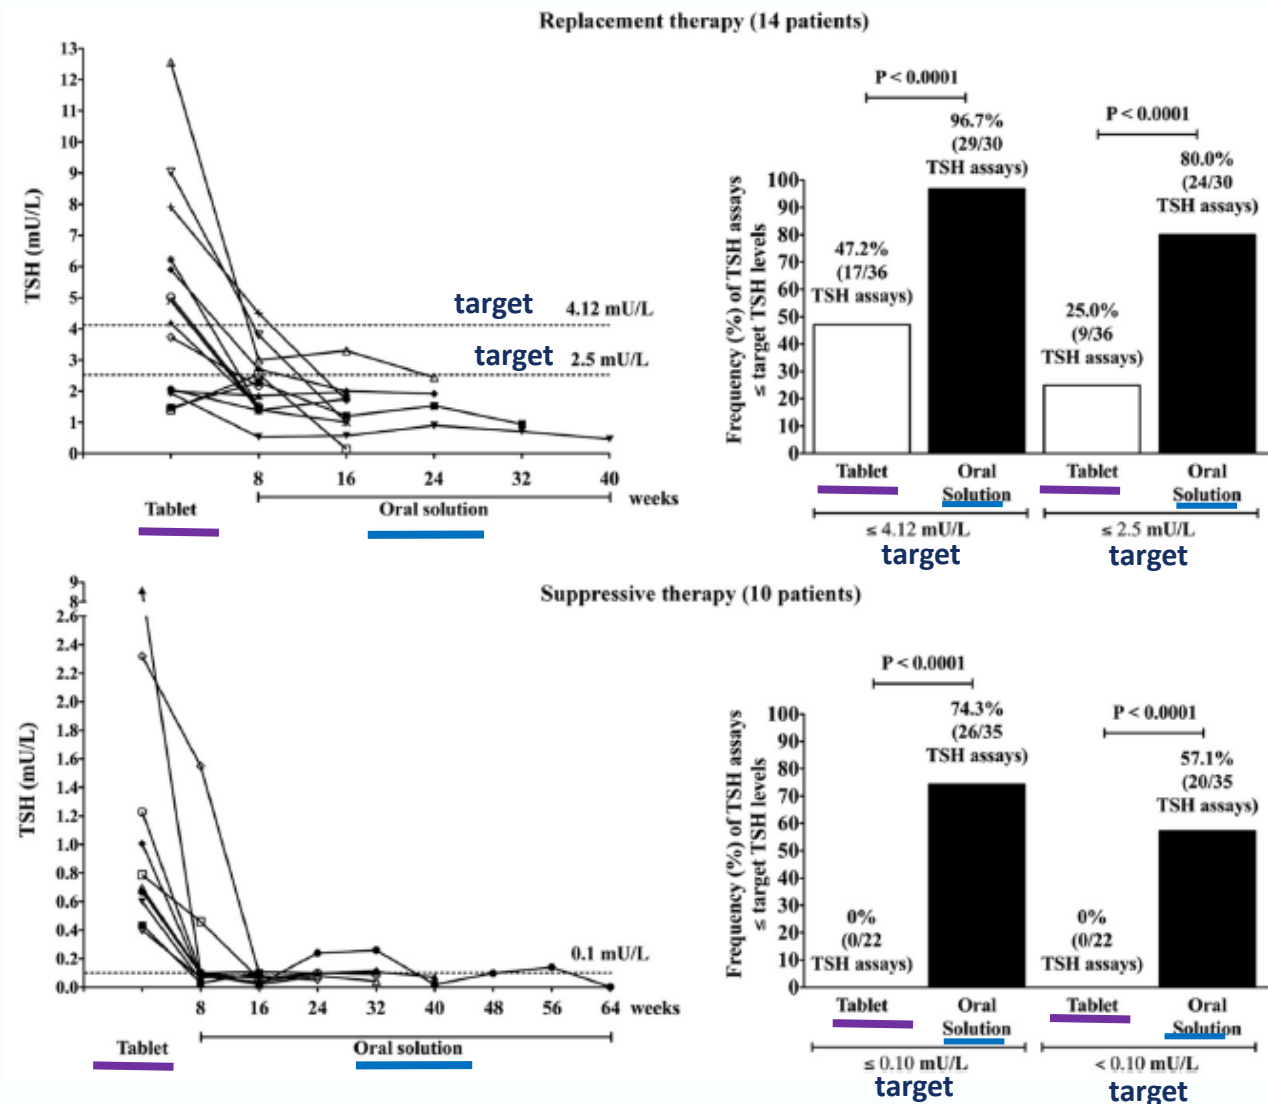 Replacement therapy (14 patients)
TSH (mU/L)
13
12
11
10
9
8
7
6
5
4
3
2
1
0
target
4.12 mU/L
target
2.5 mU/L
8
16
24
32
40
weeks
Tablet
Oral solution
Frequency (%) of TSH assays
≤ target TSH levels
100
90
80
70
60
50
40
30
20
10
0
P < 0.0001
47.2%
(17/36
TSH assays)
96.7%
(29/30
TSH assays)
P < 0.0001
25.0%
(9/36
TSH assays)
80.0%
(24/30
TSH assays)
Tablet
Oral
Solution
Tablet
Oral
Solution
≤ 4.12 mU/L
target
≤ 2.5 mU/L
target
Suppressive therapy (10 patients)
TSH (mU/L)
9
8
2.6
2.4
2.2
2.0
1.8
1.6
1.4
1.2
1.0
0.8
0.6
0.4
0.2
0.0
0.1 mU/L
8
16
24
32
40
48
56
64
weeks
Tablet
Oral solution
Frequency (%) of TSH assays
≤ target TSH levels
100
90
80
70
60
50
40
30
20
10
0
P < 0.0001
0%
(0/22
TSH assays)
74.3%
(26/35
TSH assays)
P < 0.0001
0%
(0/22
TSH assays)
57.1%
(20/35
TSH assays)
Tablet
Oral
Solution
Tablet
Oral
Solution
≤ 0.10 mU/L
target
< 0.10 mU/L
target